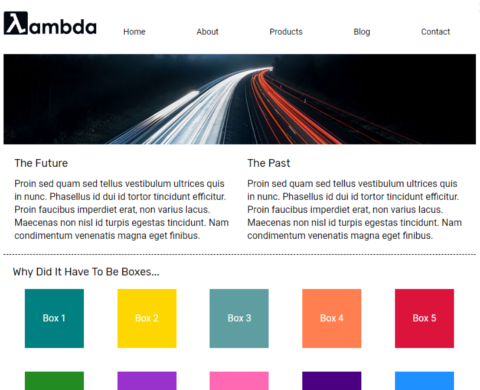 λambda
Home About Products Blog Contact
The Future
Proin sed quam sed tellus vestibulum ultrices quis
in nunc. Phasellus id dui id tortor tincidunt efficitur.
Proin faucibus imperdiet erat, non varius lacus.
Maecenas non nisl id turpis egestas tincidunt. Nam
condimentum venenatis magna eget finibus.
The Past
Proin sed quam sed tellus vestibulum ultrices quis
in nunc. Phasellus id dui id tortor tincidunt efficitur.
Proin faucibus imperdiet erat, non varius lacus.
Maecenas non nisl id turpis egestas tincidunt. Nam
condimentum venenatis magna eget finibus.
Why Did It Have To Be Boxes...
Box 1 Box 2 Box 3 Box 4 Box 5